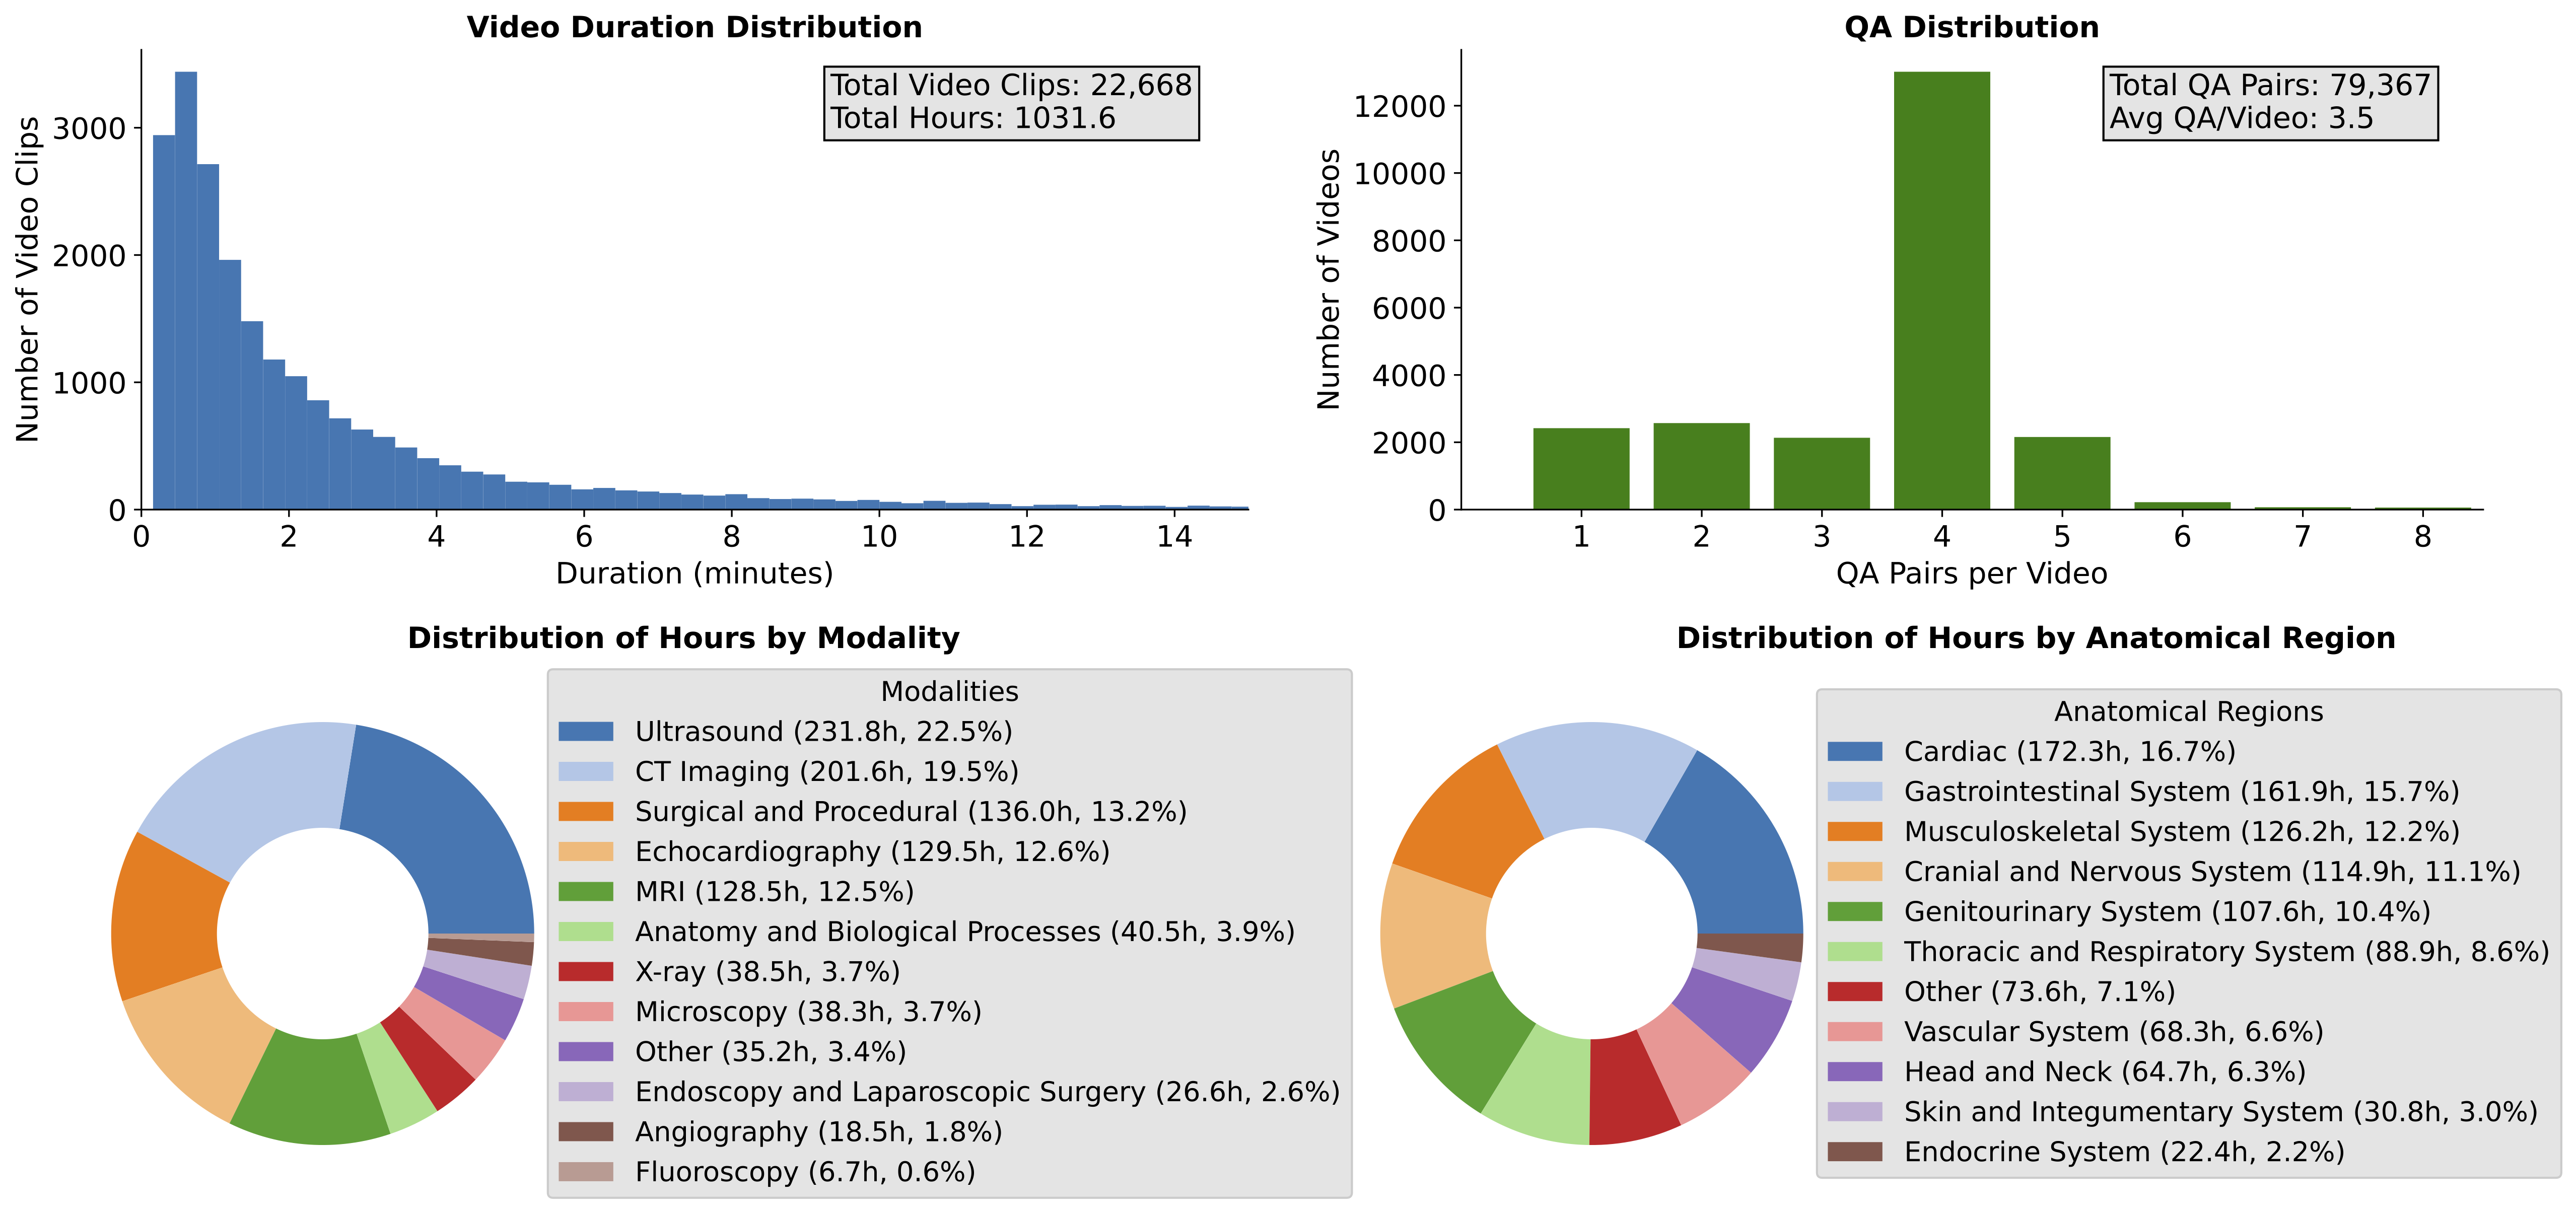 Video Duration Distribution
Total Video Clips: 22,668
Total Hours: 1031.6
Number of Video Clips
3000
2000
1000
0
0 2 4 6 8 10 12 14
Duration (minutes)
QA Distribution
Total QA Pairs: 79,367
Avg QA/Video: 3.5
Number of Videos
12000
10000
8000
6000
4000
2000
0
1 2 3 4 5 6 7 8
QA Pairs per Video
Distribution of Hours by Modality
Modalities
Ultrasound (231.8h, 22.5%)
CT Imaging (201.6h, 19.5%)
Surgical and Procedural (136.0h, 13.2%)
Echocardiography (129.5h, 12.6%)
MRI (128.5h, 12.5%)
Anatomy and Biological Processes (40.5h, 3.9%)
X-ray (38.5h, 3.7%)
Microscopy (38.3h, 3.7%)
Other (35.2h, 3.4%)
Endoscopy and Laparoscopic Surgery (26.6h, 2.6%)
Angiography (18.5h, 1.8%)
Fluoroscopy (6.7h, 0.6%)
Distribution of Hours by Anatomical Region
Anatomical Regions
Cardiac (172.3h, 16.7%)
Gastrointestinal System (161.9h, 15.7%)
Musculoskeletal System (126.2h, 12.2%)
Cranial and Nervous System (114.9h, 11.1%)
Genitourinary System (107.6h, 10.4%)
Thoracic and Respiratory System (88.9h, 8.6%)
Other (73.6h, 7.1%)
Vascular System (68.3h, 6.6%)
Head and Neck (64.7h, 6.3%)
Skin and Integumentary System (30.8h, 3.0%)
Endocrine System (22.4h, 2.2%)